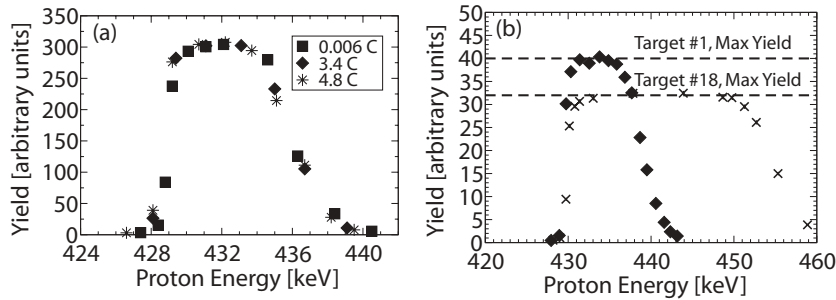 (a)
350
300
250
200
150
100
50
0
424
428
432
436
440
Yield [arbitrary units]
Proton Energy [keV]
0.006 C
3.4 C
4.8 C
(b)
50
45
40
35
30
25
20
15
10
5
0
420
430
440
450
460
Yield [arbitrary units]
Proton Energy [keV]
Target #1, Max Yield
Target #18, Max Yield